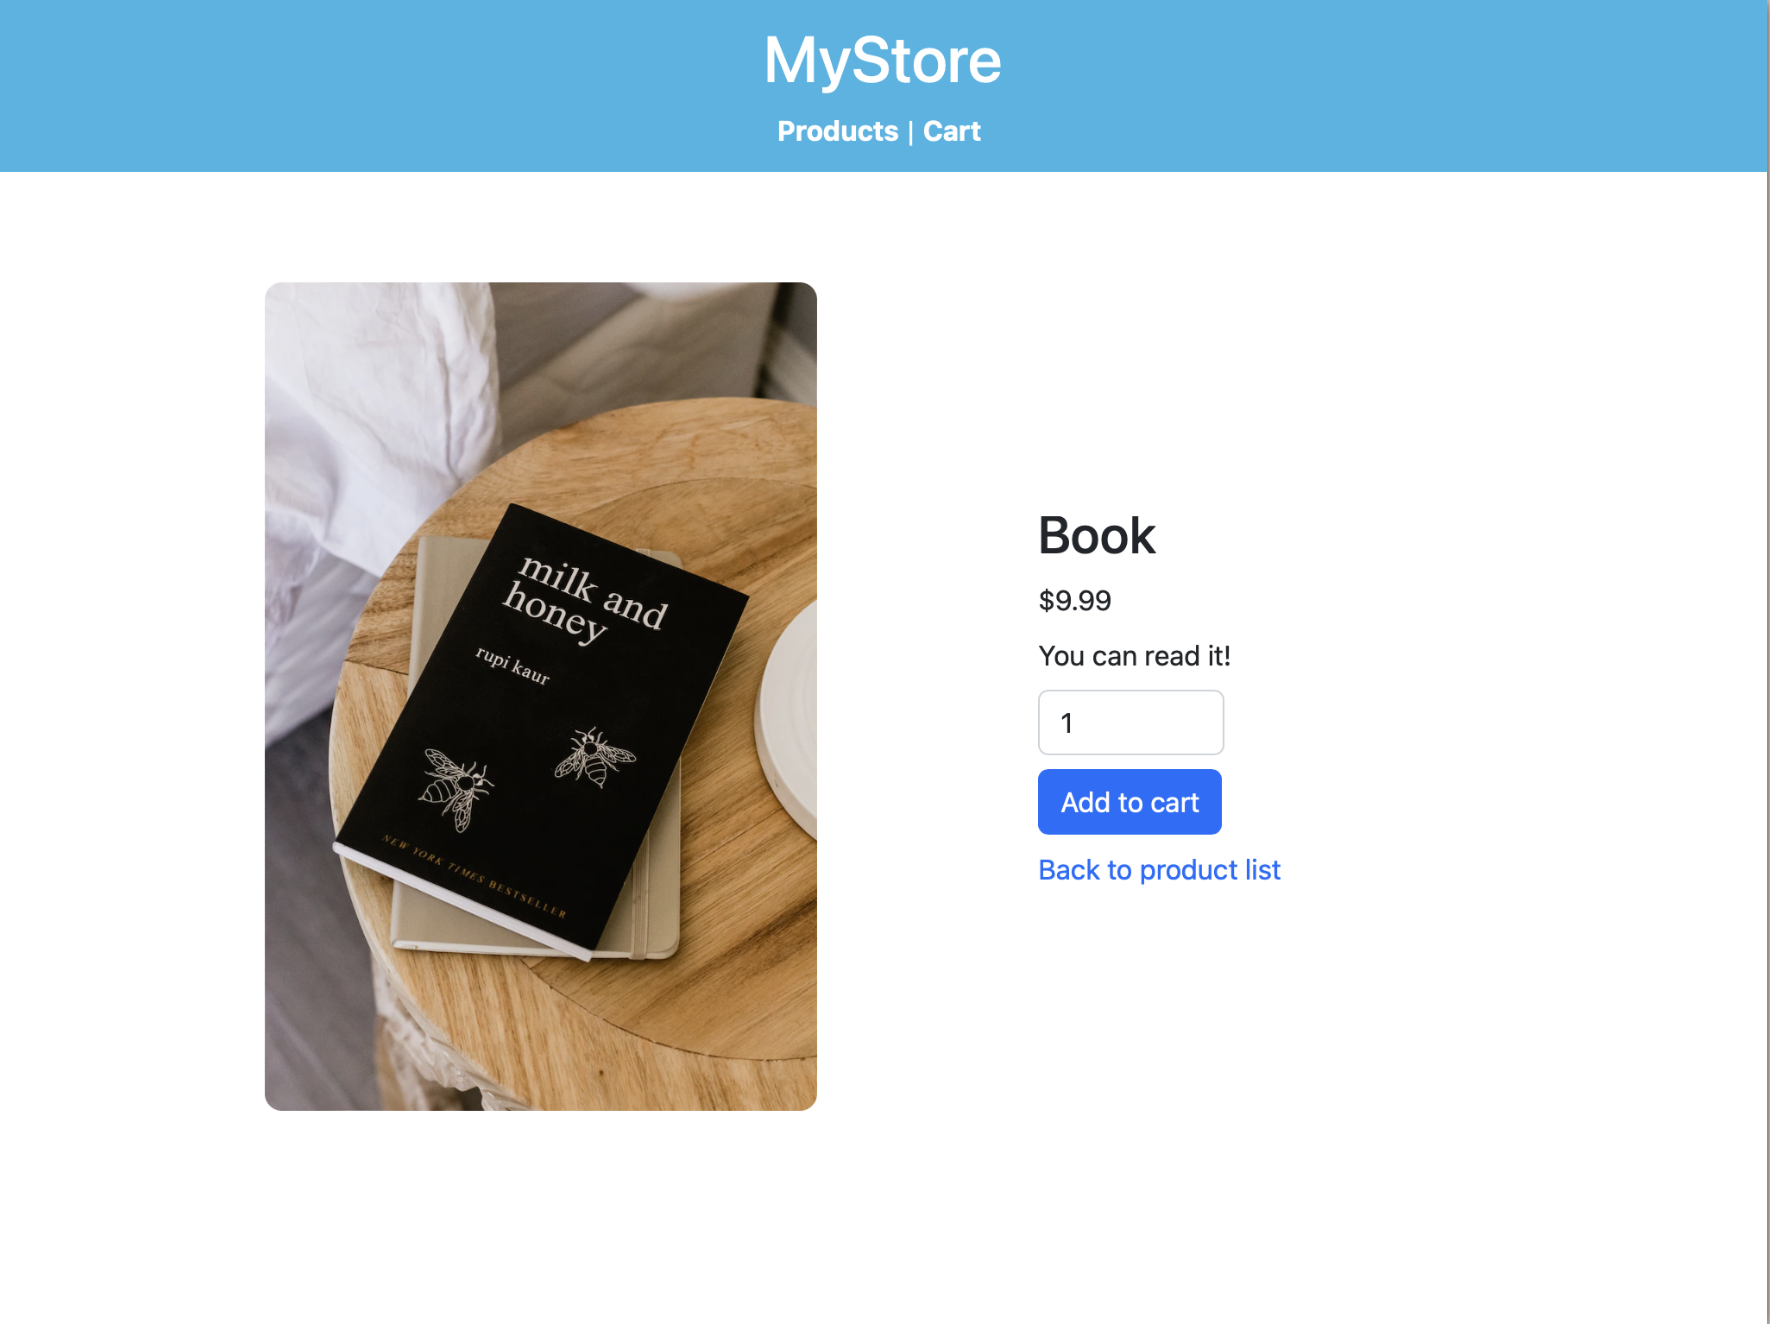 MyStore
Products | Cart
milk and
honey
rupi kaur
NEW YORK TIMES BESTSELLER
Book
$9.99
You can read it!
1
Add to cart
Back to product list